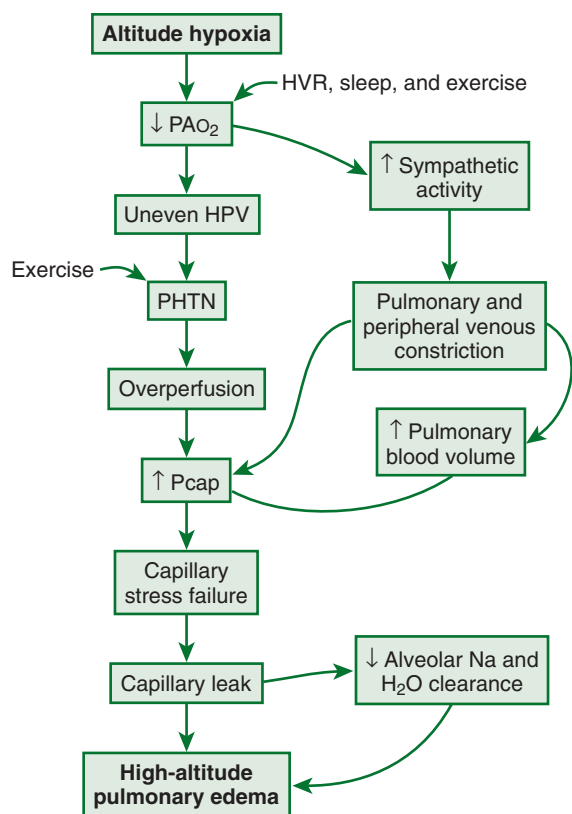 Altitude hypoxia
HVR, sleep, and exercise
↓ PAO₂
↑ Sympathetic
activity
Uneven HPV
Exercise
PHTN
Pulmonary and
peripheral venous
constriction
Overperfusion
↑ Pulmonary
blood volume
↑ Pcap
Capillary
stress failure
Capillary leak
↓ Alveolar Na and
H₂O clearance
High-altitude
pulmonary edema